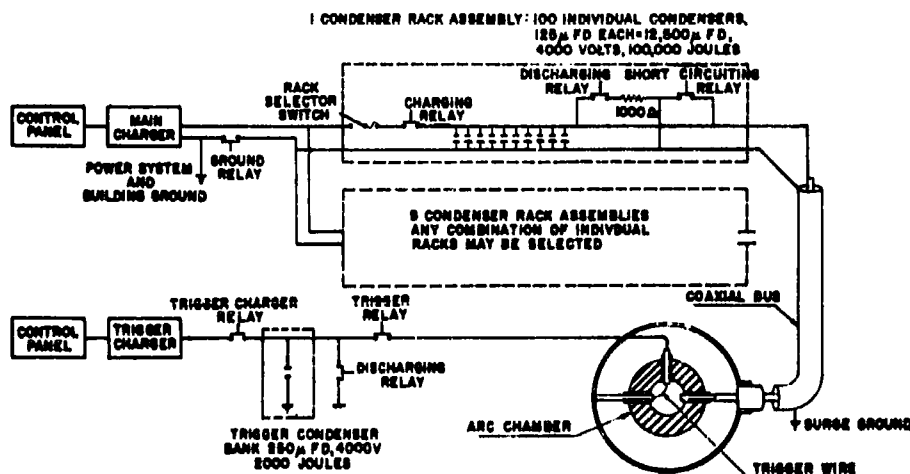 1 CONDENSER RACK ASSEMBLY: 100 INDIVIDUAL CONDENSERS,
125μ FD EACH=12,500μ FD,
4000 VOLTS, 100,000 JOULES
RACK
SELECTOR
SWITCH
CHARGING
RELAY
DISCHARGING
RELAY
SHORT CIRCUITING
RELAY
1000 Ω
CONTROL
PANEL
MAIN
CHARGER
GROUND
RELAY
POWER SYSTEM
AND
BUILDING GROUND
CONDENSER RACK ASSEMBLIES
ANY COMBINATION OF INDIVIDUAL
RACKS MAY BE SELECTED
COAXIAL BUS
TRIGGER CHARGER
RELAY
TRIGGER
RELAY
CONTROL
PANEL
TRIGGER
CHARGER
DISCHARGING
RELAY
TRIGGER CONDENSER
BANK 250μ FD, 4000V
2000 JOULES
ARC CHAMBER
SURGE GROUND
TRIGGER WIRE